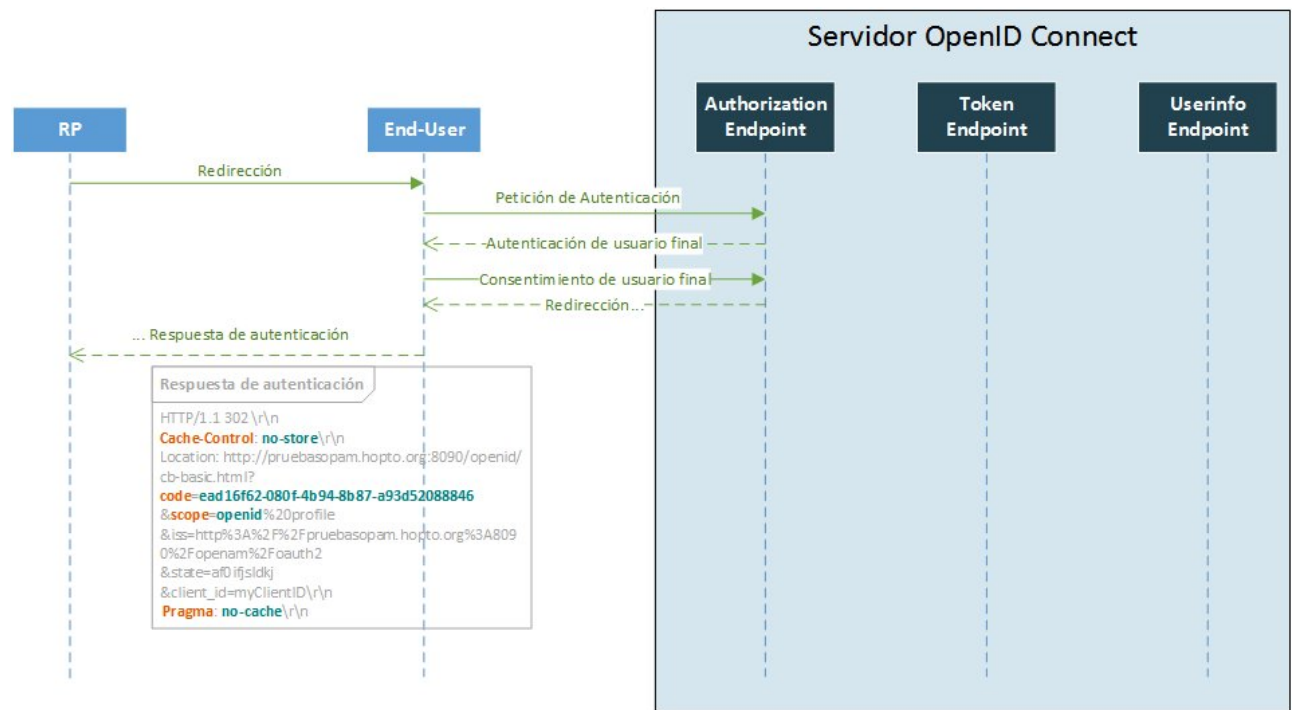 Servidor OpenID Connect
RP
End-User
Authorization
Endpoint
Token
Endpoint
Userinfo
Endpoint
Redirección
Petición de Autenticación
Autenticación de usuario final
Consentimiento de usuario final
Redirección...
... Respuesta de autenticación
Respuesta de autenticación
HTTP/1.1 302 \r\n
Cache-Control: no-store\r\n
Location: http://pruebasopam.hopto.org:8090/openid/
cb-basic.html?
code=ead16f62-080f-4b94-8b87-a93d52088846
&scope=openid%20profile
&iss=http%3A%2F%2Fpruebasopam.hopto.org%3A809
0%2Fopenam%2Foauth2
&state=af0ifjsldkj
&client_id=myClientID\r\n
Pragma: no-cache\r\n